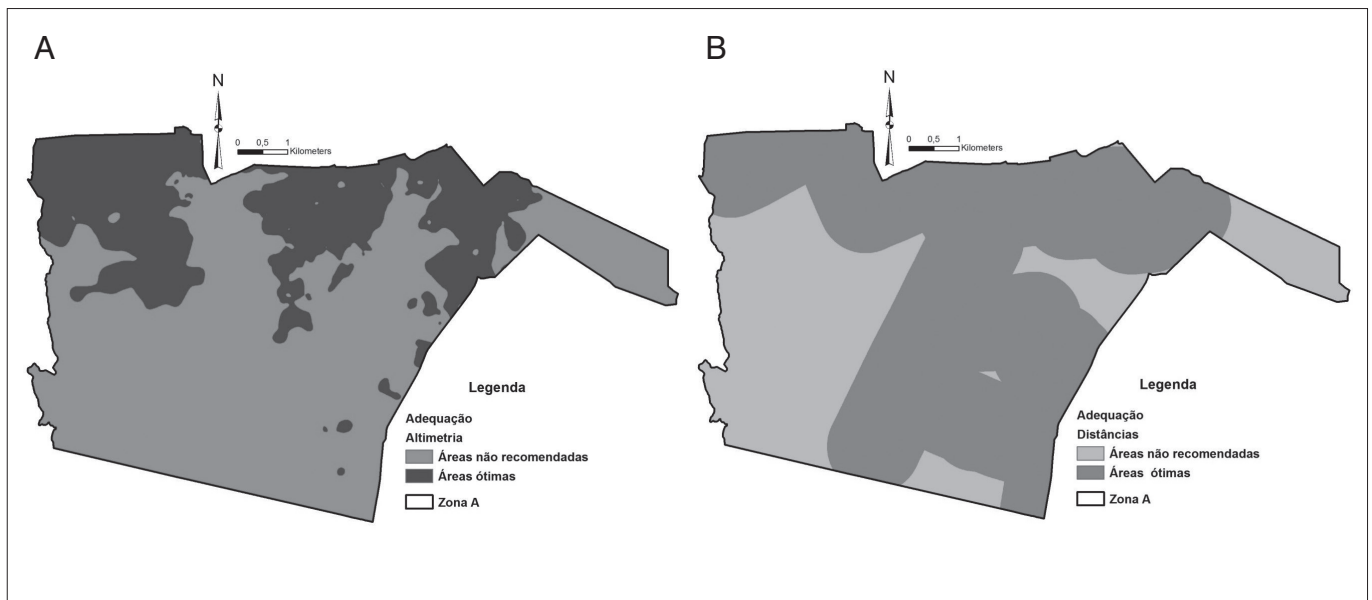 A
N
0 0,5 1
Kilometers
Legenda
Adequação
Altimetria
Áreas não recomendadas
Áreas ótimas
Zona A
B
N
0 0,5 1
Kilometers
Legenda
Adequação
Distâncias
Áreas não recomendadas
Áreas ótimas
Zona A